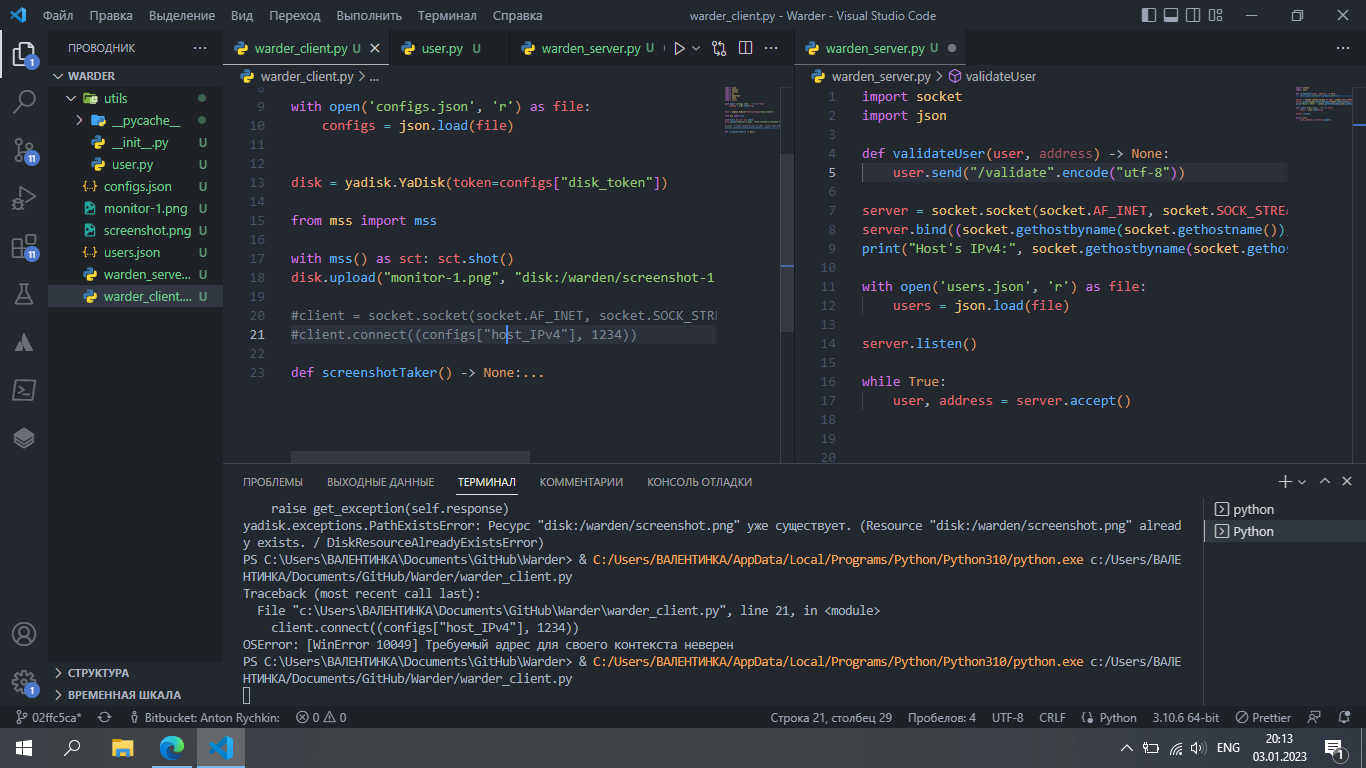 Файл Правка Выделение Вид Переход Выполнить Терминал Справка
warder_client.py - Warder - Visual Studio Code
ПРОВОДНИК ...
WARDER
utils
__pycache__
__init__.py U
user.py U
configs.json U
monitor-1.png U
screenshot.png U
users.json U
warden_serve... U
warder_client.... U
СТРУКТУРА
ВРЕМЕННАЯ ШКАЛА
1
11
11
1
warder_client.py U
user.py U
warden_server.py U
warder_client.py > ...
8
9 with open('configs.json', 'r') as file:
10 configs = json.load(file)
11
12
13 disk = yadisk.YaDisk(token=configs["disk_token"])
14
15 from mss import mss
16
17 with mss() as sct: sct.shot()
18 disk.upload("monitor-1.png", "disk:/warden/screenshot-1
19
20 #client = socket.socket(socket.AF_INET, socket.SOCK_STRE
21 #client.connect((configs["host_IPv4"], 1234))
22
23 def screenshotTaker() -> None:...
warden_server.py U
warden_server.py > validateUser
1 import socket
2 import json
3
4 def validateUser(user, address) -> None:
5 user.send("/validate".encode("utf-8"))
6
7 server = socket.socket(socket.AF_INET, socket.SOCK_STREA
8 server.bind((socket.gethostbyname(socket.gethostname()),
9 print("Host's IPv4:", socket.gethostbyname(socket.gethos
10
11 with open('users.json', 'r') as file:
12 users = json.load(file)
13
14 server.listen()
15
16 while True:
17 user, address = server.accept()
18
19
20
ПРОБЛЕМЫ ВЫХОДНЫЕ ДАННЫЕ ТЕРМИНАЛ КОММЕНТАРИИ КОНСОЛЬ ОТЛАДКИ
raise get_exception(self.response)
yadisk.exceptions.PathExistsError: Ресурс "disk:/warden/screenshot.png" уже существует. (Resource "disk:/warden/screenshot.png" alread
y exists. / DiskResourceAlreadyExistsError)
PS C:\Users\ВАЛЕНТИНКА\Documents\GitHub\Warder> & C:/Users/ВАЛЕНТИНКА/AppData/Local/Programs/Python/Python310/python.exe c:/Users/ВАЛЕ
НТИНКА/Documents/GitHub/Warder/warder_client.py
Traceback (most recent call last):
File "c:\Users\ВАЛЕНТИНКА\Documents\GitHub\Warder\warder_client.py", line 21, in <module>
client.connect((configs["host_IPv4"], 1234))
OSError: [WinError 10049] Требуемый адрес для своего контекста неверен
PS C:\Users\ВАЛЕНТИНКА\Documents\GitHub\Warder> & C:/Users/ВАЛЕНТИНКА/AppData/Local/Programs/Python/Python310/python.exe c:/Users/ВАЛЕ
НТИНКА/Documents/GitHub/Warder/warder_client.py
python
Python
02ffc5ca* Bitbucket: Anton Rychkin: 0 0 Строка 21, столбец 29 Пробелов: 4 UTF-8 CRLF Python 3.10.6 64-bit Prettier
ENG
20:13
03.01.2023
1